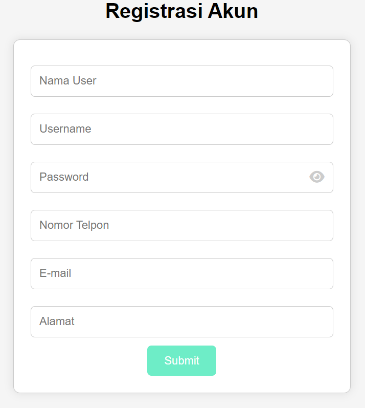 Registrasi Akun
Nama User
Username
Password
Nomor Telpon
E-mail
Alamat
Submit